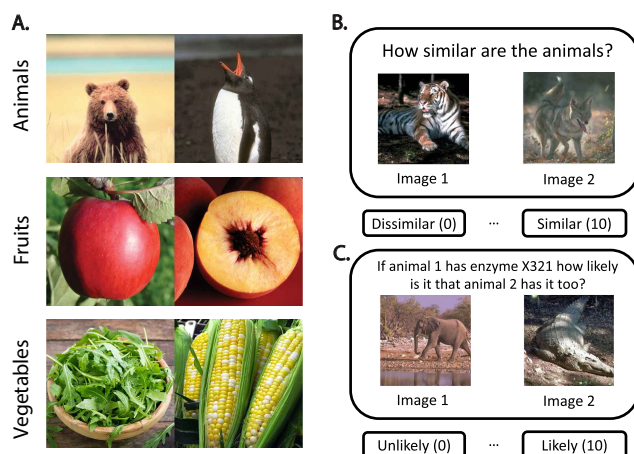 A.
Animals
Fruits
Vegetables
B.
How similar are the animals?
Image 1 Image 2
Dissimilar (0) ... Similar (10)
C.
If animal 1 has enzyme X321 how likely
is it that animal 2 has it too?
Image 1 Image 2
Unlikely (0) ... Likely (10)